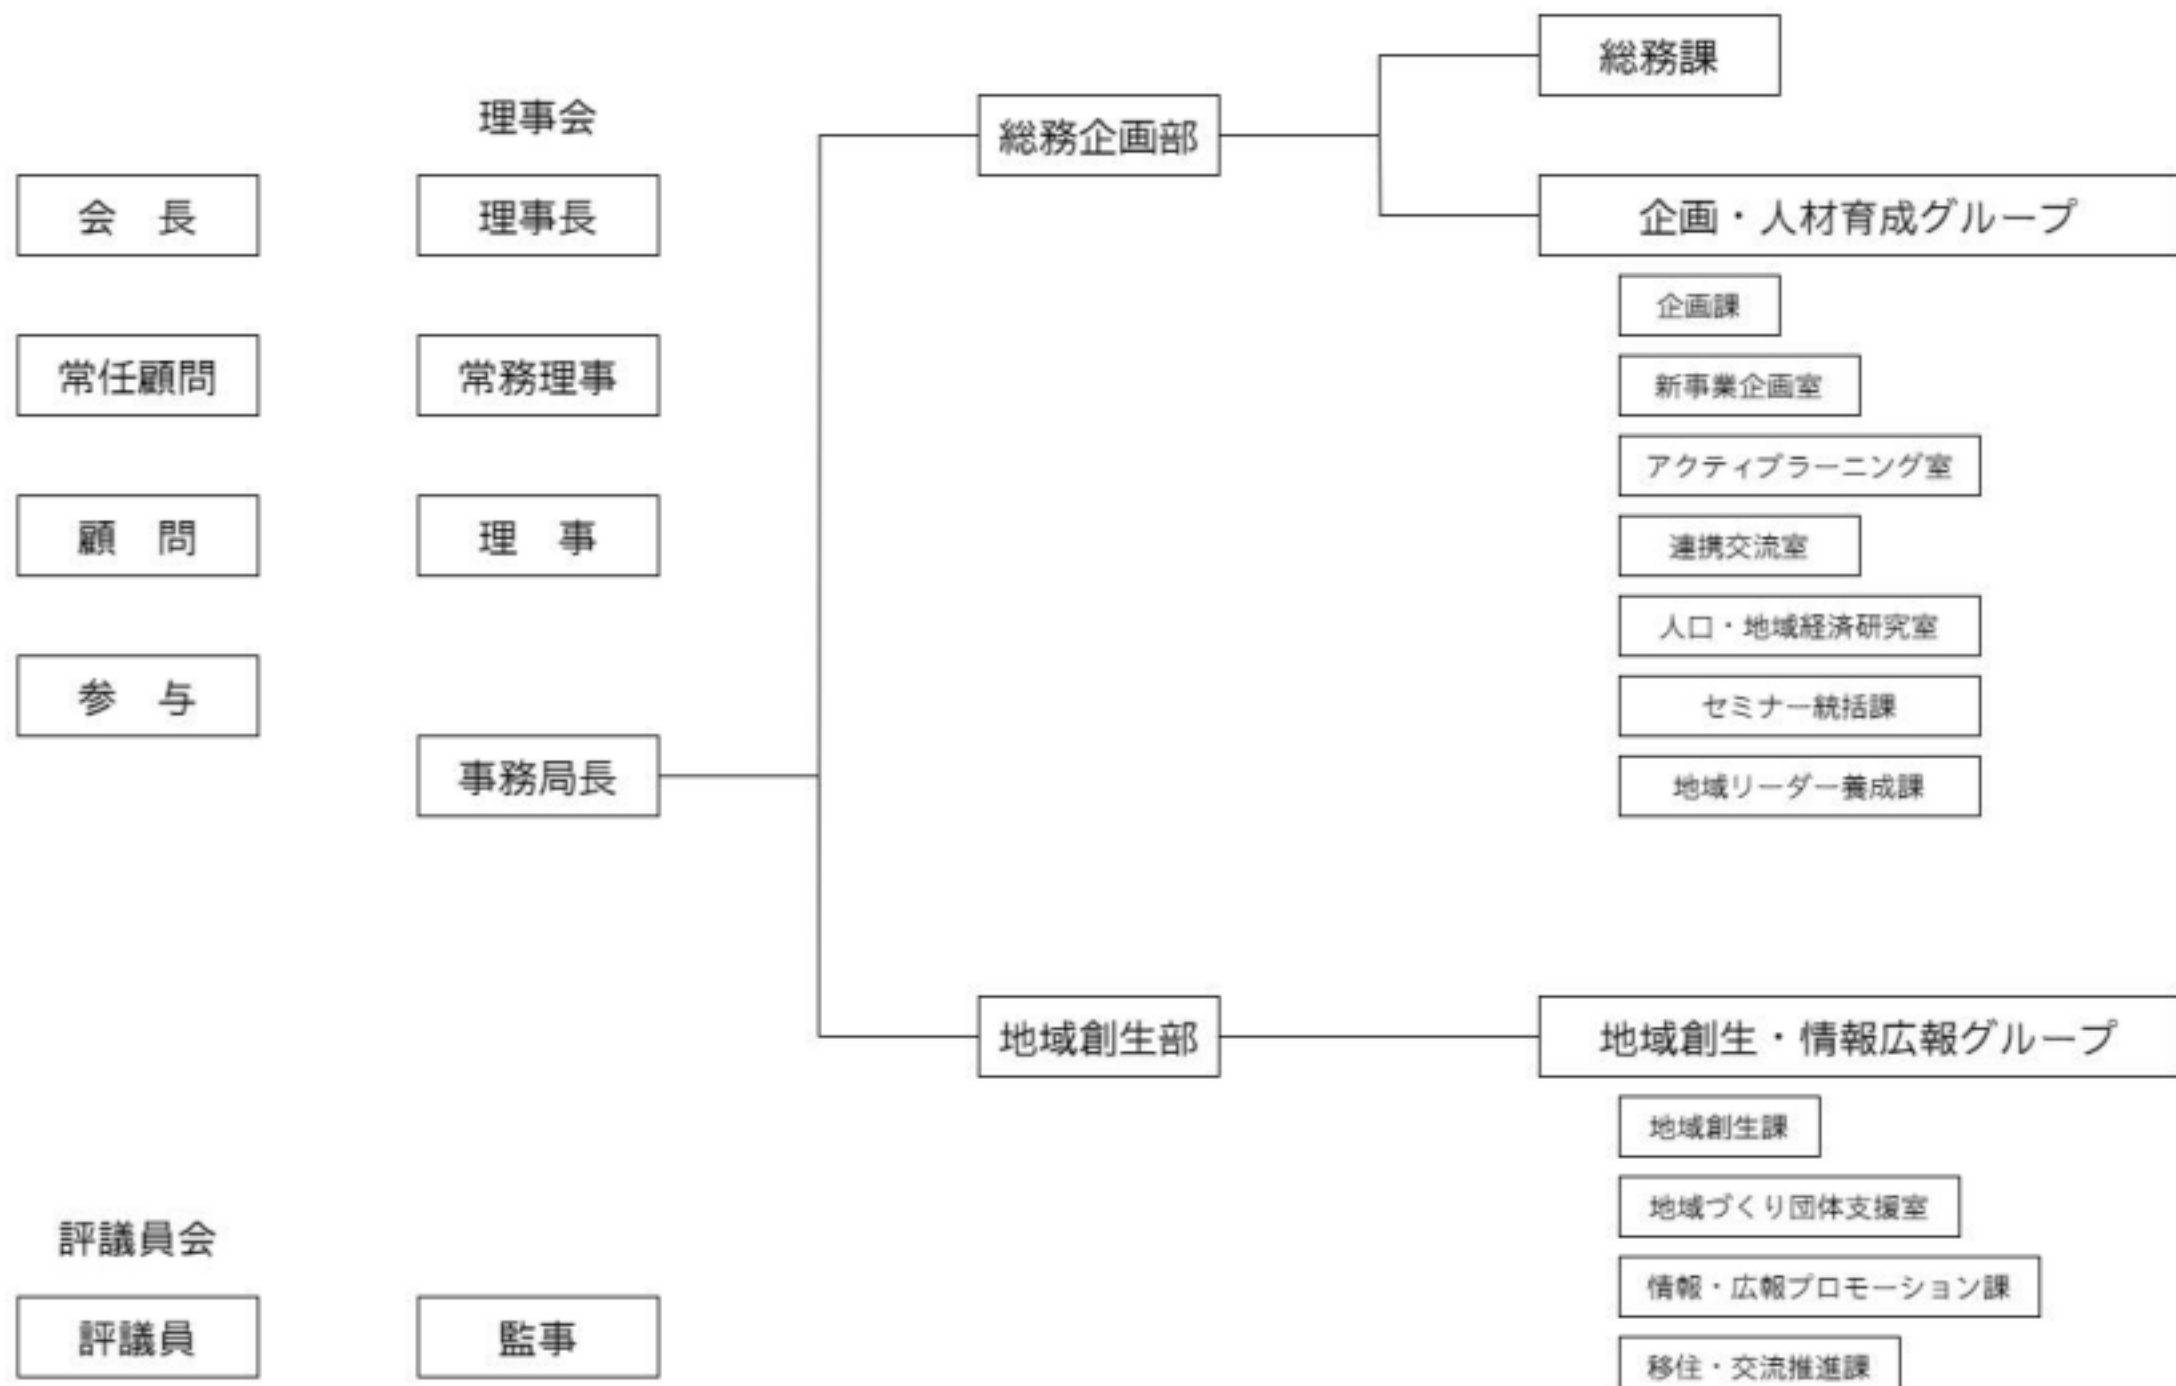 理事会
会　長
理事長
常任顧問
常務理事
顧　問
理　事
参　与
事務局長
評議員会
評議員
監事
総務企画部
総務課
企画・人材育成グループ
企画課
新事業企画室
アクティブラーニング室
連携交流室
人口・地域経済研究室
セミナー統括課
地域リーダー養成課
地域創生部
地域創生・情報広報グループ
地域創生課
地域づくり団体支援室
情報・広報プロモーション課
移住・交流推進課